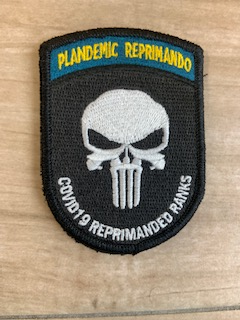 PLANDEMIC REPRIMANDO
COVID19 REPRIMANDED RANKS